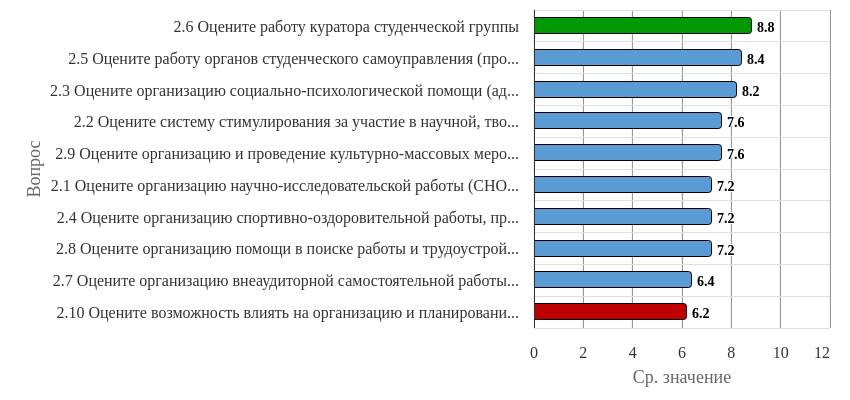 2.6 Оцените работу куратора студенческой группы 8.8
2.5 Оцените работу органов студенческого самоуправления (про... 8.4
2.3 Оцените организацию социально-психологической помощи (ад... 8.2
2.2 Оцените систему стимулирования за участие в научной, тво... 7.6
2.9 Оцените организацию и проведение культурно-массовых меро... 7.6
2.1 Оцените организацию научно-исследовательской работы (СНО... 7.2
2.4 Оцените организацию спортивно-оздоровительной работы, пр... 7.2
2.8 Оцените организацию помощи в поиске работы и трудоустрой... 7.2
2.7 Оцените организацию внеаудиторной самостоятельной работы... 6.4
2.10 Оцените возможность влиять на организацию и планировани... 6.2
Вопрос
0 2 4 6 8 10 12
Ср. значение